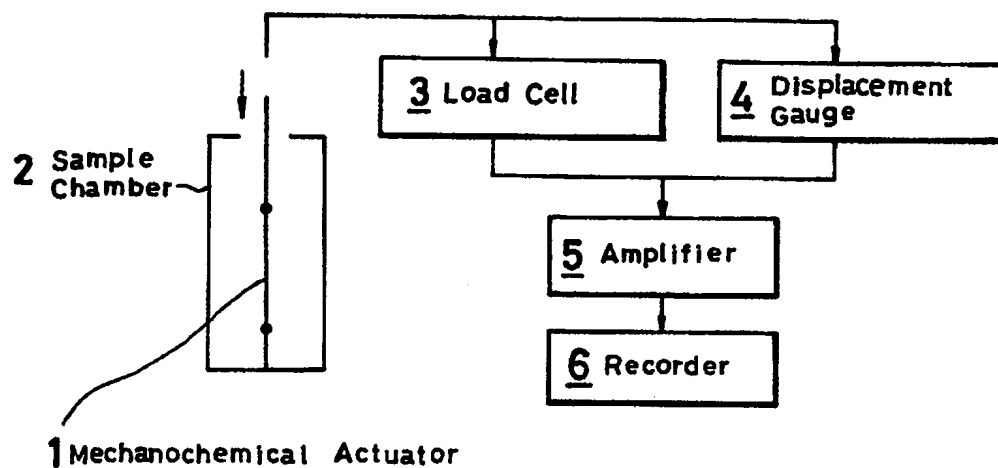 3 Load Cell
4 Displacement
Gauge
2 Sample
Chamber
5 Amplifier
6 Recorder
1 Mechanochemical Actuator